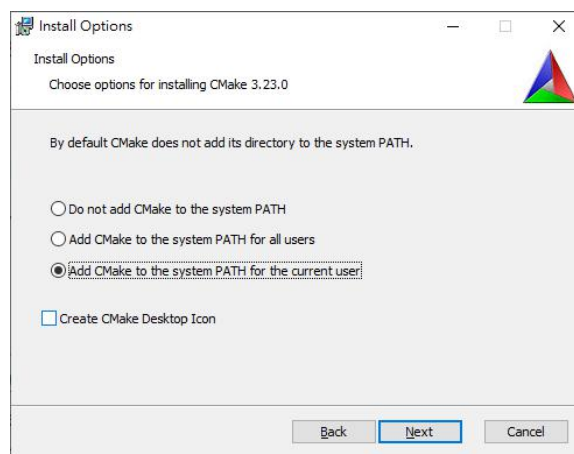 Install Options
Install Options
Choose options for installing CMake 3.23.0
By default CMake does not add its directory to the system PATH.
Do not add CMake to the system PATH
Add CMake to the system PATH for all users
Add CMake to the system PATH for the current user
Create CMake Desktop Icon
Back Next Cancel